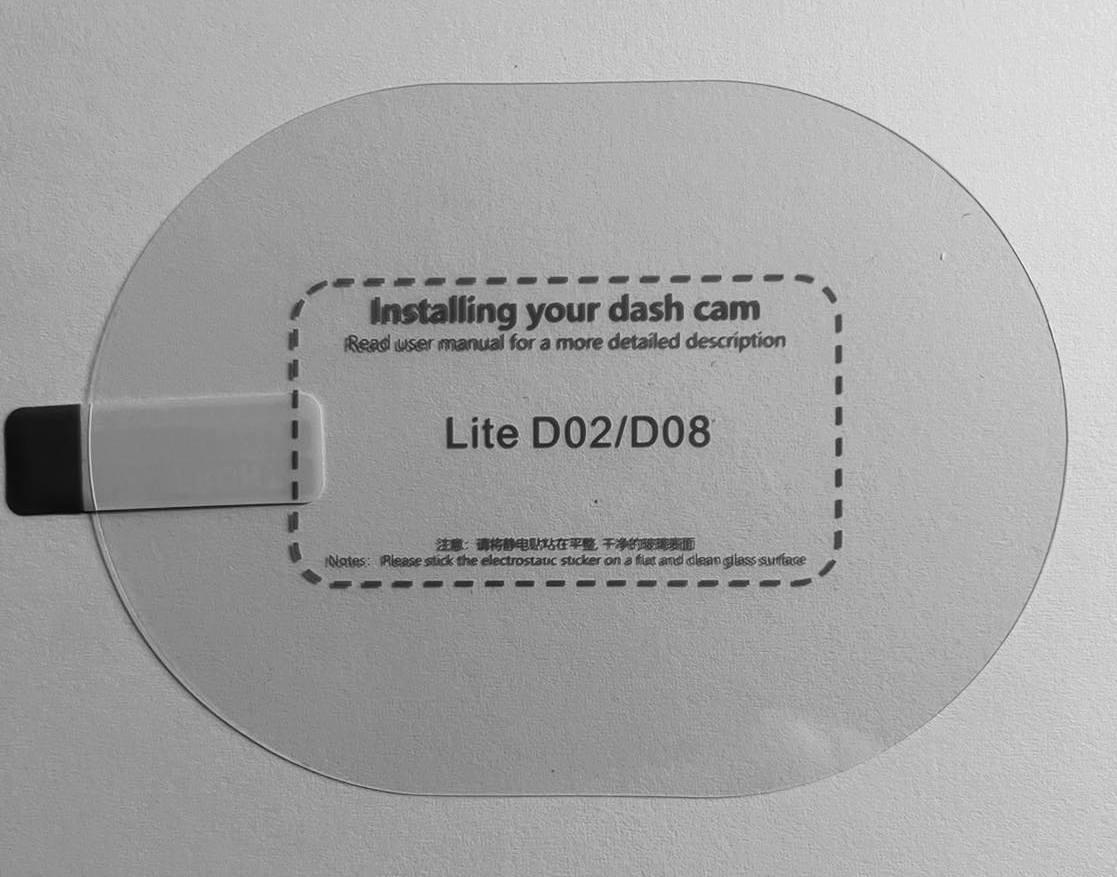 Installing your dash cam
Read user manual for a more detailed description
Lite D02/D08
注意：请将静电贴粘在平整, 干净的玻璃表面
Notes: Please stick the electrostatic sticker on a flat and clean glass surface